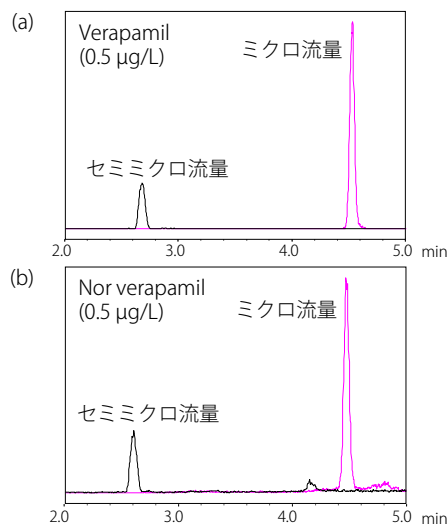 (a)
Verapamil
(0.5 µg/L)
ミクロ流量
セミミクロ流量
2.0 3.0 4.0 5.0 min
(b)
Nor verapamil
(0.5 µg/L)
ミクロ流量
セミミクロ流量
2.0 3.0 4.0 5.0 min